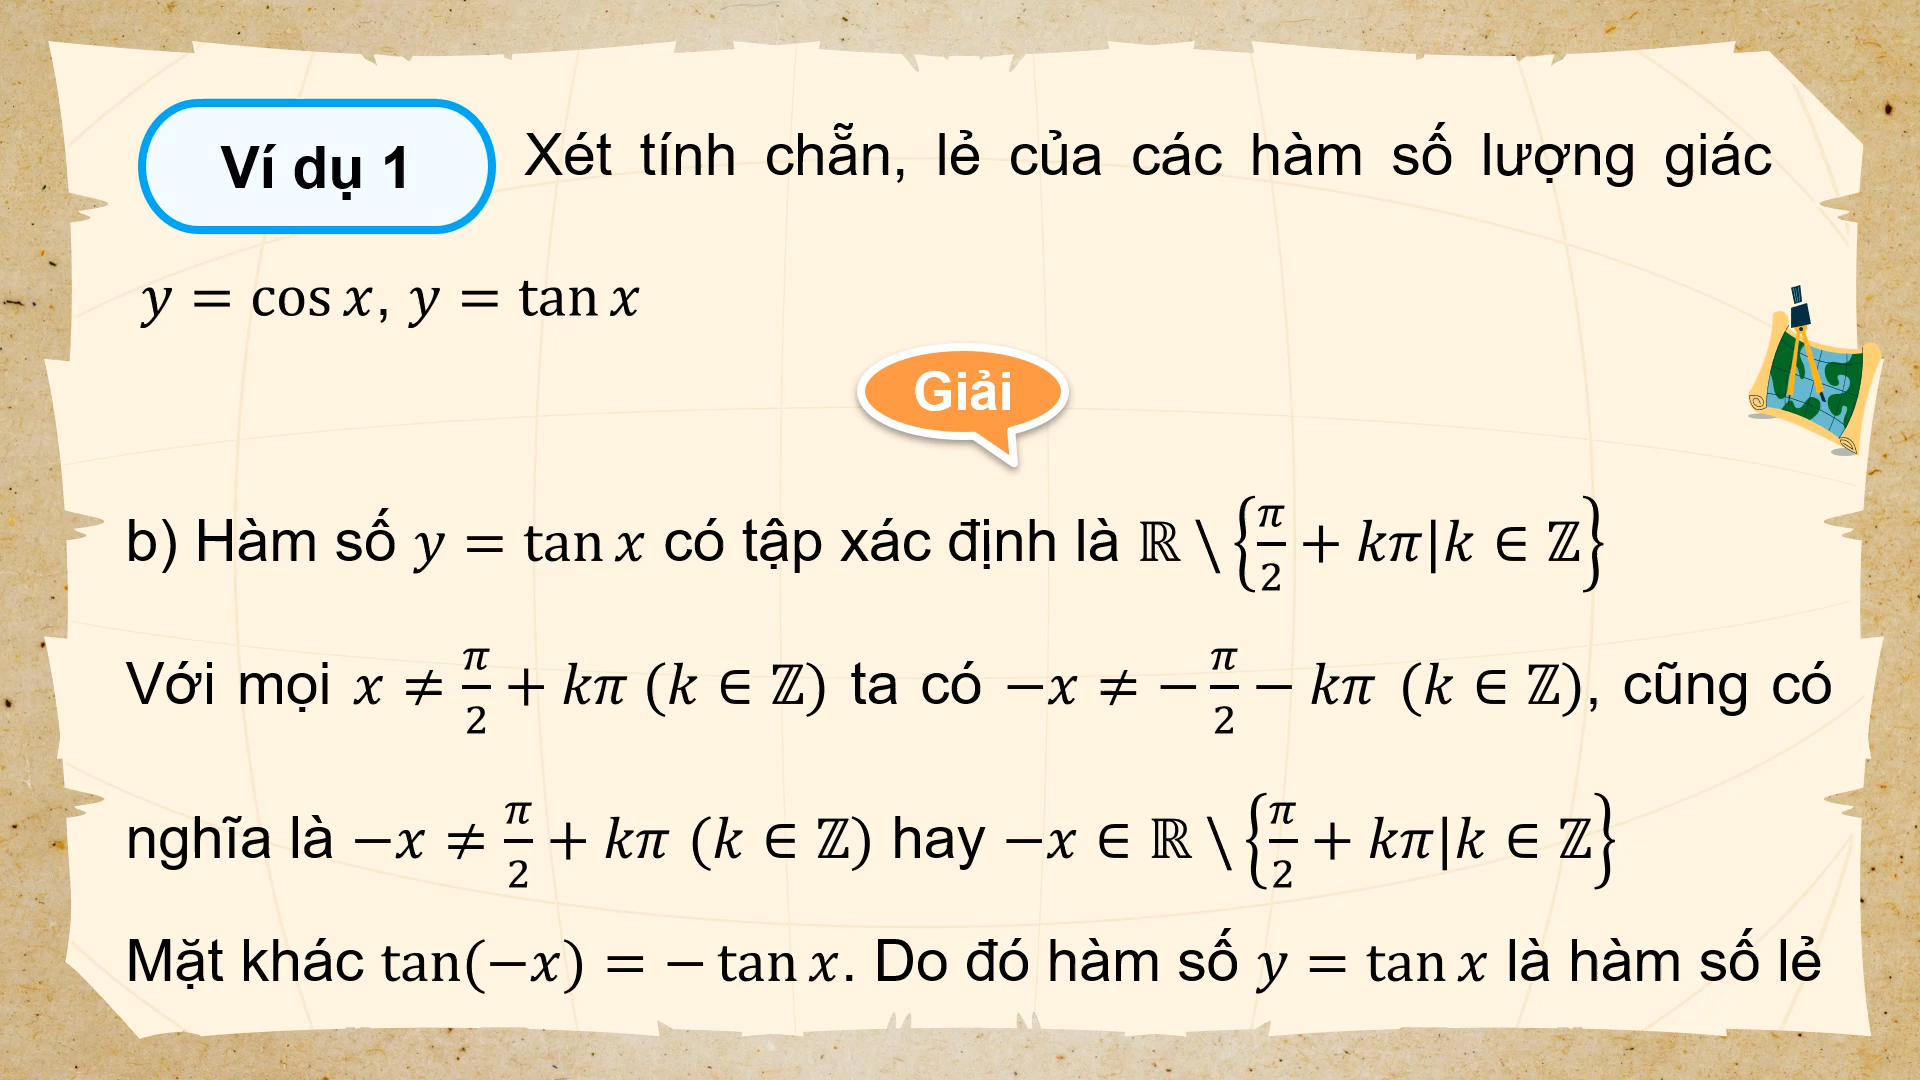 Ví dụ 1 Xét tính chẵn, lẻ của các hàm số lượng giác
y = cos x, y = tan x
Giải
b) Hàm số y = tan x có tập xác định là ℝ \ {π/2 + kπ|k ∈ ℤ}
Với mọi x ≠ π/2 + kπ (k ∈ ℤ) ta có −x ≠ −π/2 − kπ (k ∈ ℤ), cũng có
nghĩa là −x ≠ π/2 + kπ (k ∈ ℤ) hay −x ∈ ℝ \ {π/2 + kπ|k ∈ ℤ}
Mặt khác tan(−x) = − tan x. Do đó hàm số y = tan x là hàm số lẻ